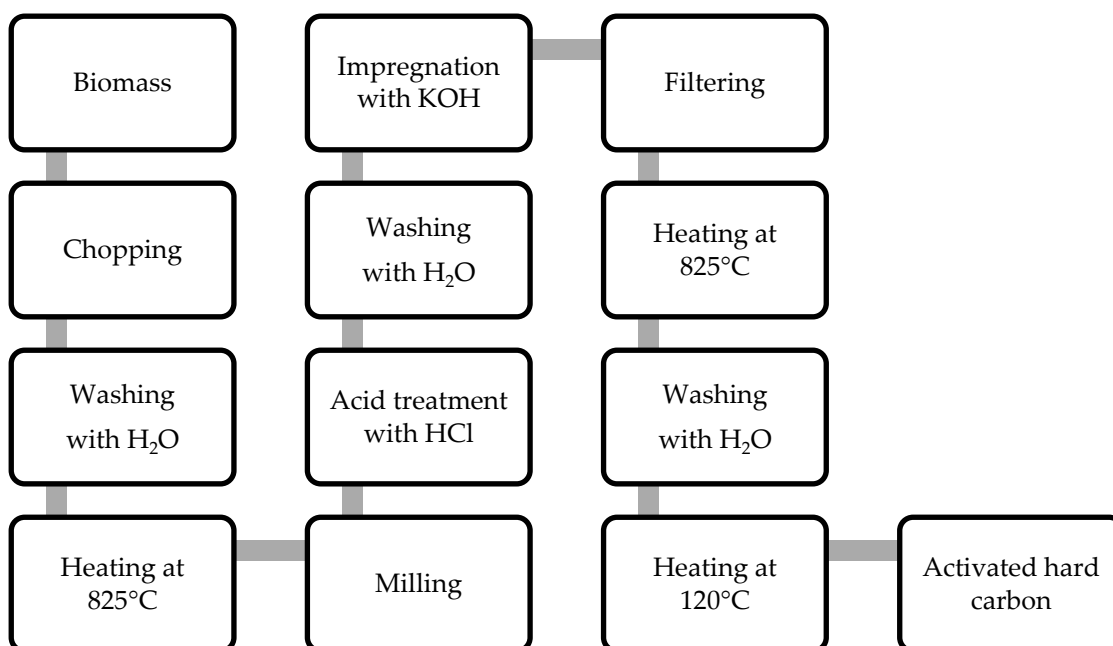 Biomass
Chopping
Washing
with H₂O
Heating at
825°C
Milling
Acid treatment
with HCl
Washing
with H₂O
Impregnation
with KOH
Filtering
Heating at
825°C
Washing
with H₂O
Heating at
120°C
Activated hard
carbon